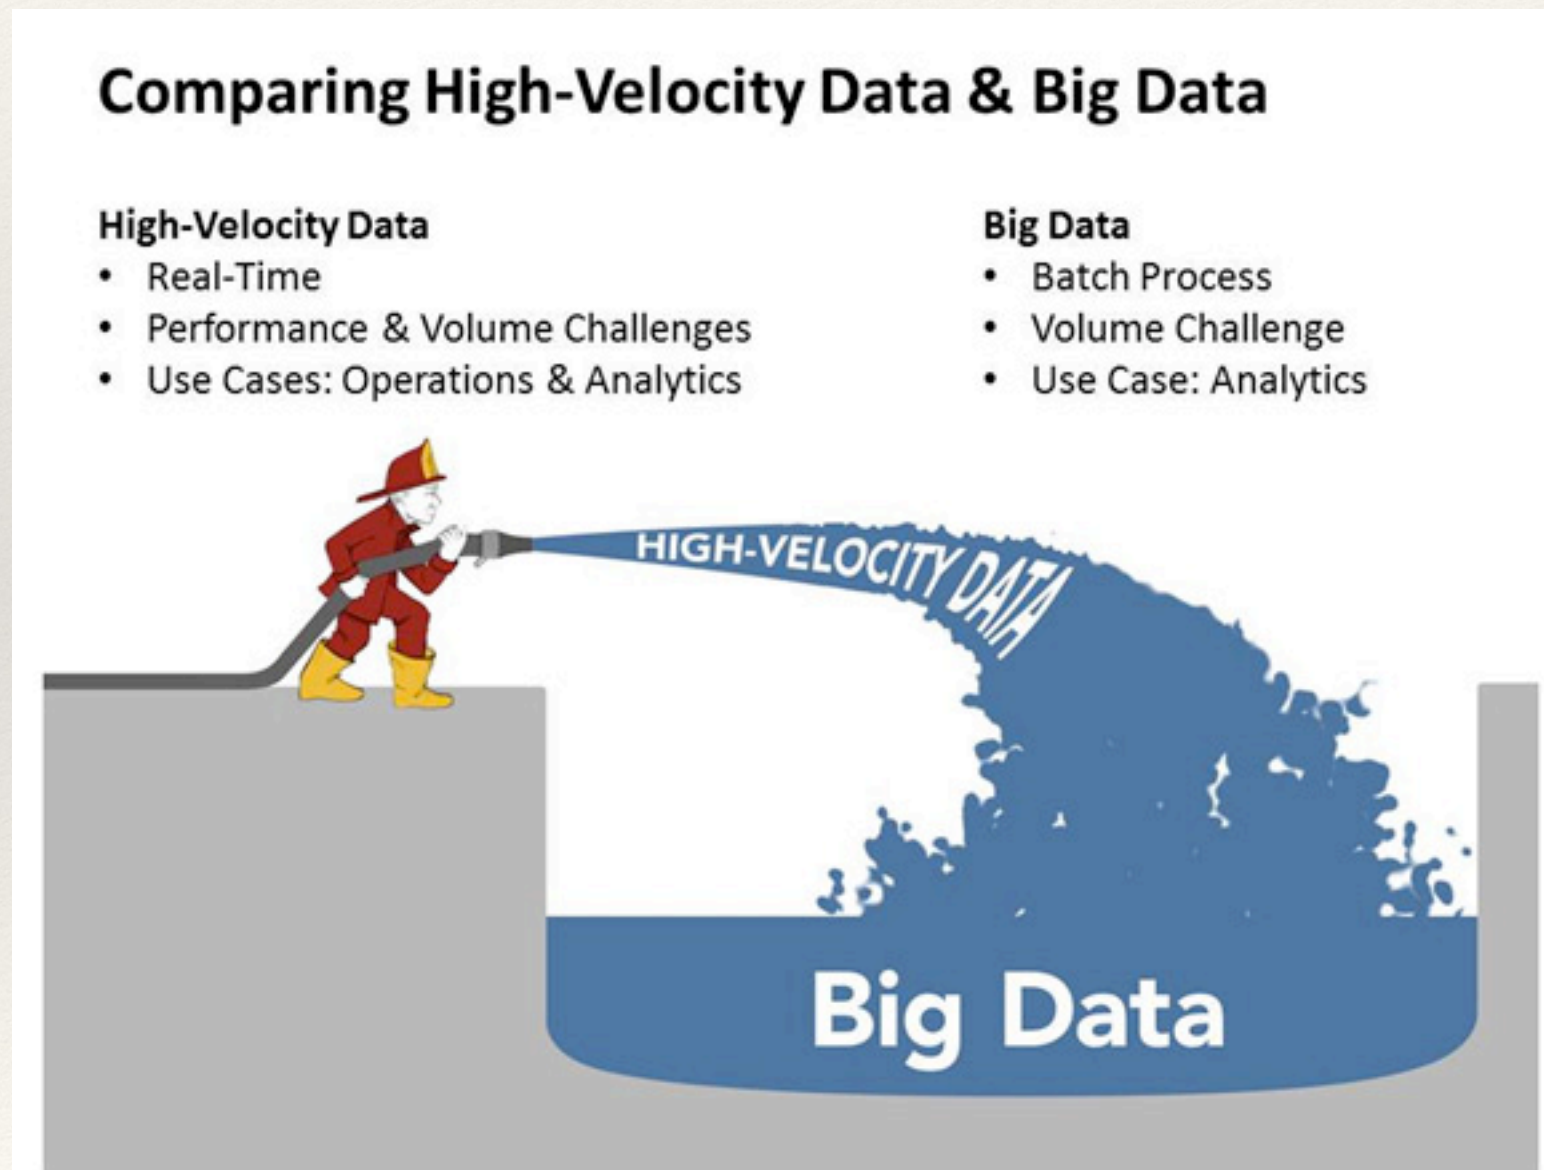 Comparing High-Velocity Data & Big Data
High-Velocity Data
• Real-Time
• Performance & Volume Challenges
• Use Cases: Operations & Analytics
Big Data
• Batch Process
• Volume Challenge
• Use Case: Analytics
HIGH-VELOCITY DATA
Big Data